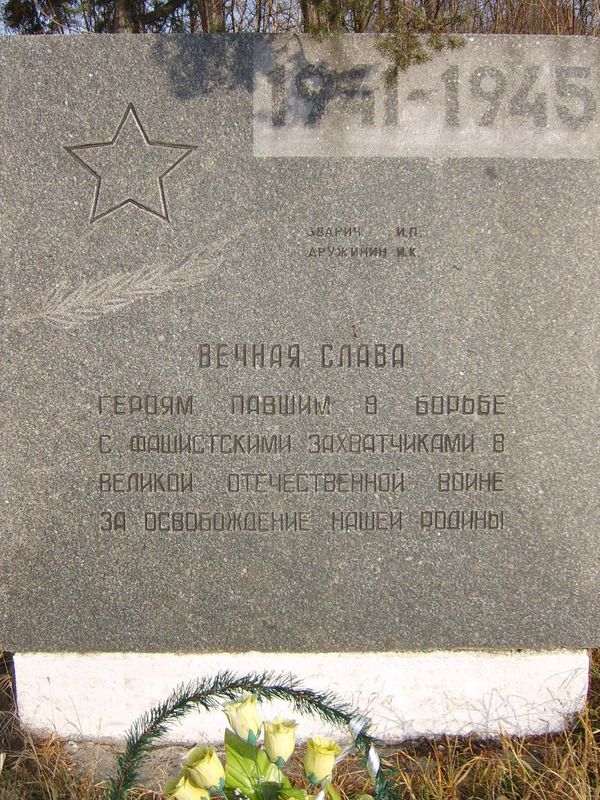 1941-1945
ЗВАРИЧ И.П.
ДРУЖИНИН И.К.
ВЕЧНАЯ СЛАВА
ГЕРОЯМ ПАВШИМ В БОРЬБЕ
С ФАШИСТСКИМИ ЗАХВАТЧИКАМИ В
ВЕЛИКОЙ ОТЕЧЕСТВЕННОЙ ВОЙНЕ
ЗА ОСВОБОЖДЕНИЕ НАШЕЙ РОДИНЫ